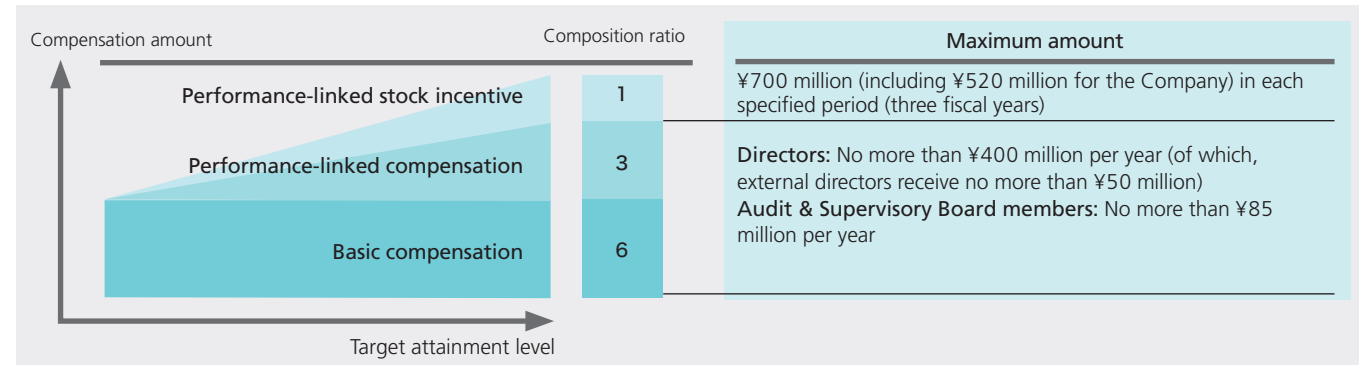 Compensation amount
Composition ratio
Maximum amount
Performance-linked stock incentive
1
¥700 million (including ¥520 million for the Company) in each
specified period (three fiscal years)
Performance-linked compensation
3
Directors: No more than ¥400 million per year (of which,
external directors receive no more than ¥50 million)
Audit & Supervisory Board members: No more than ¥85
million per year
Basic compensation
6
Target attainment level